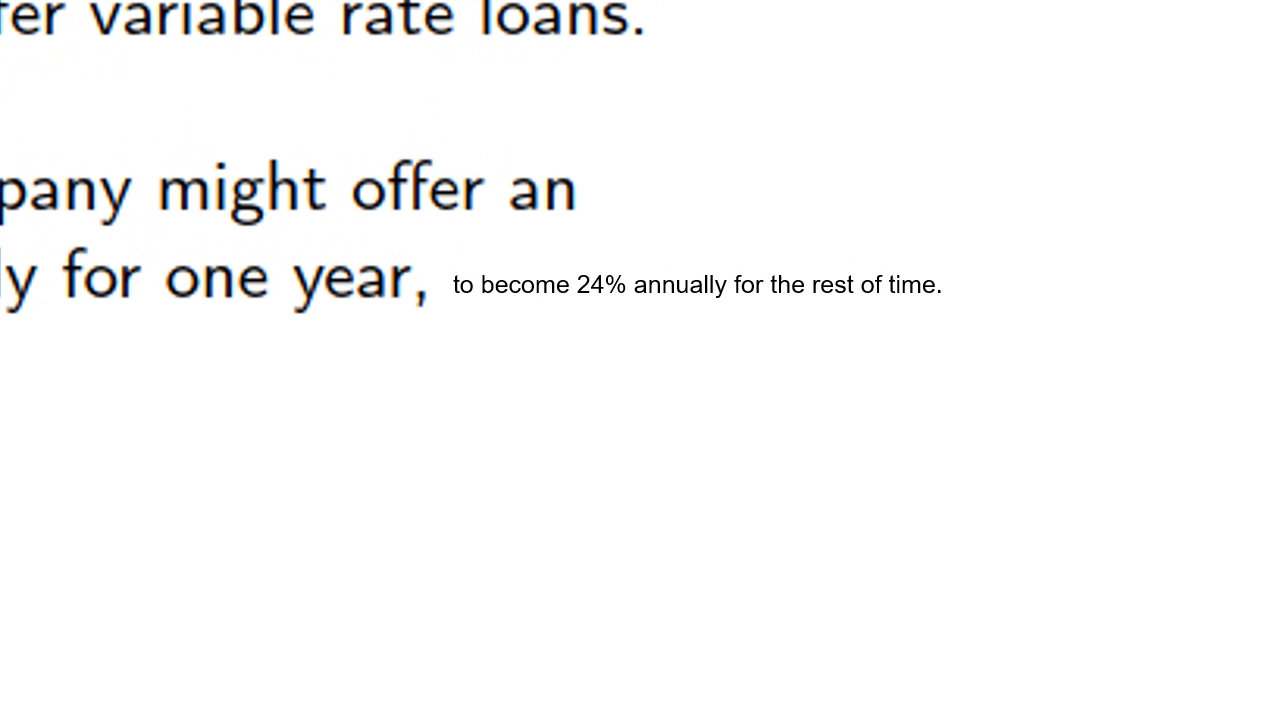 fer variable rate loans.
pany might offer an
ly for one year, to become 24% annually for the rest of time.